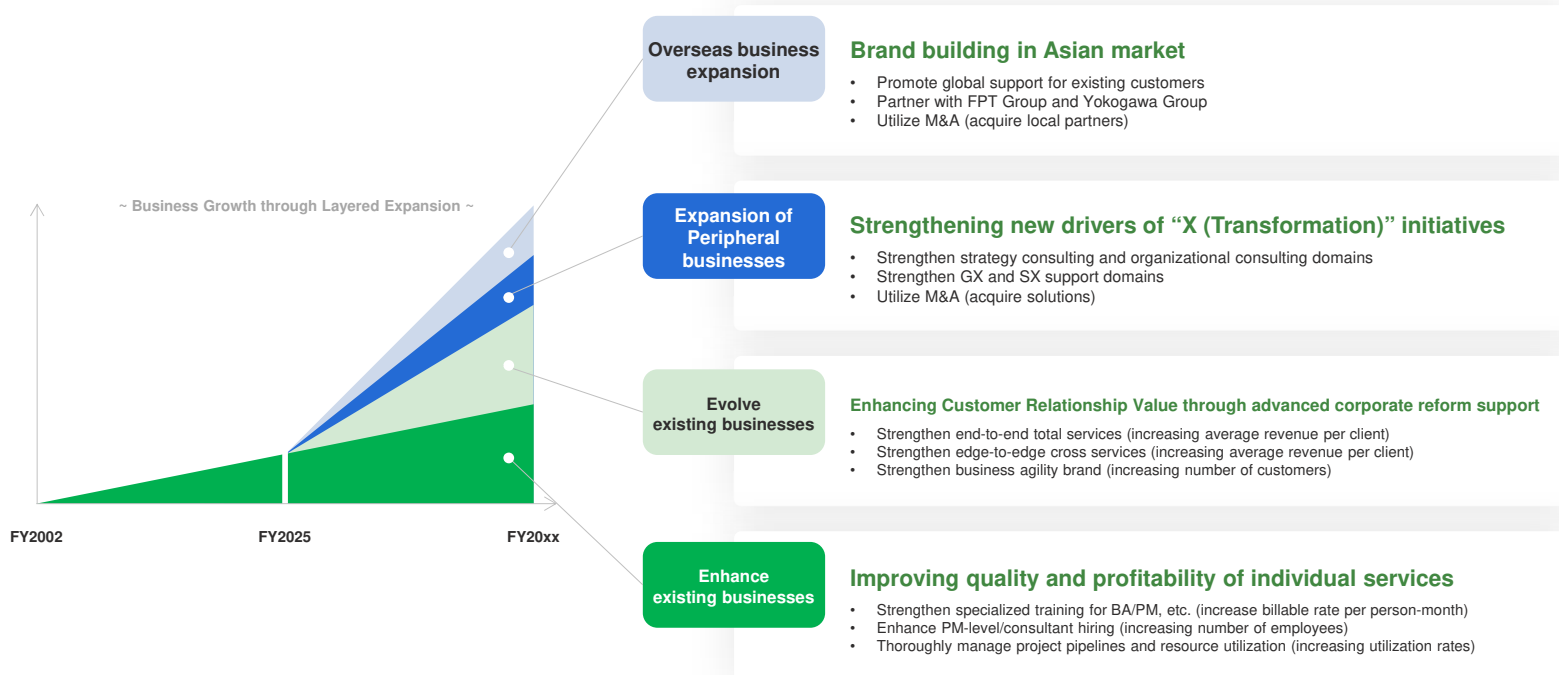 ~ Business Growth through Layered Expansion ~
FY2002
FY2025
FY20xx
Overseas business
expansion
Brand building in Asian market
• Promote global support for existing customers
• Partner with FPT Group and Yokogawa Group
• Utilize M&A (acquire local partners)
Expansion of
Peripheral
businesses
Strengthening new drivers of “X (Transformation)” initiatives
• Strengthen strategy consulting and organizational consulting domains
• Strengthen GX and SX support domains
• Utilize M&A (acquire solutions)
Evolve
existing businesses
Enhancing Customer Relationship Value through advanced corporate reform support
• Strengthen end-to-end total services (increasing average revenue per client)
• Strengthen edge-to-edge cross services (increasing average revenue per client)
• Strengthen business agility brand (increasing number of customers)
Enhance
existing businesses
Improving quality and profitability of individual services
• Strengthen specialized training for BA/PM, etc. (increase billable rate per person-month)
• Enhance PM-level/consultant hiring (increasing number of employees)
• Thoroughly manage project pipelines and resource utilization (increasing utilization rates)